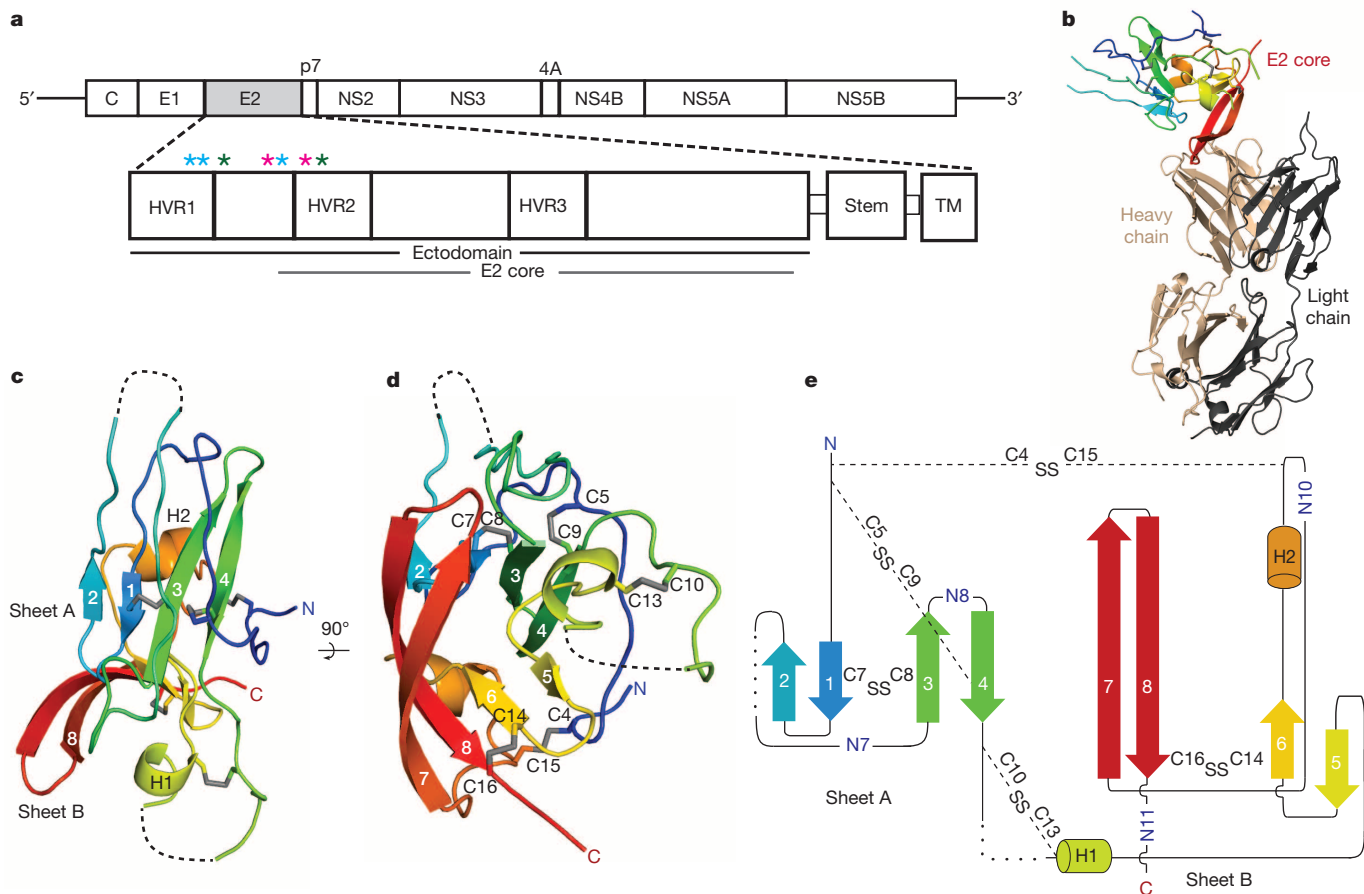 a
p7 4A
5′ C E1 E2 NS2 NS3 NS4B NS5A NS5B 3′
** * ** **
HVR1 HVR2 HVR3 Stem TM
Ectodomain
E2 core
b
E2 core
Heavy chain
Light chain
c
H2
1
2
3
4
Sheet A
N
C
8
H1
Sheet B
90°
d
C5
C7
C8
C9
2
3
C10
C13
4
5
N
6
C14
C4
8
C15
7
C16
C
e
N
C4 SS C15
N10
C5 SS C9
H2
N8
7 8
2 1 C7 SS C8 3 4
6
5
N7
C16 SS C14
C10 SS C13
Sheet A
N11
H1
C
Sheet B